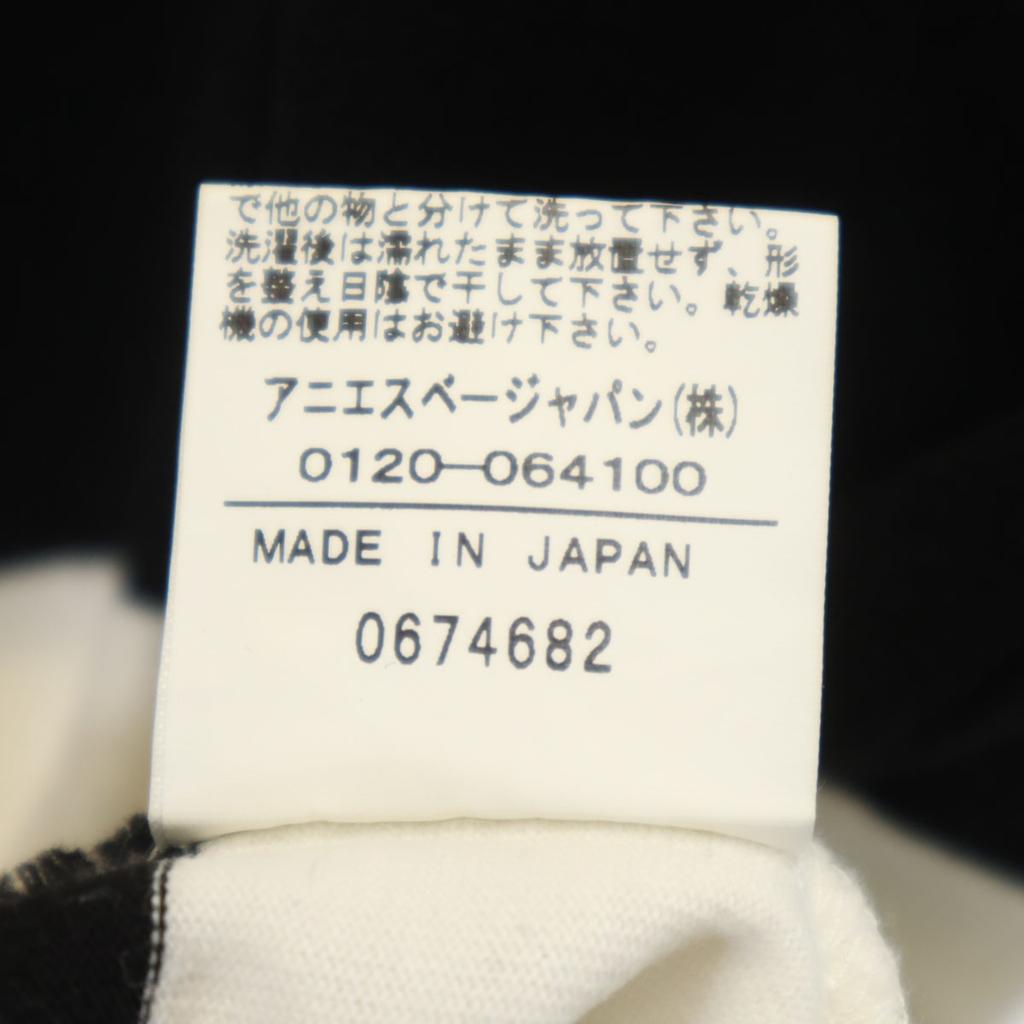 で他の物と分けて洗って下さい。
洗濯後は濡れたまま放置せず、形
を整え日陰で干して下さい。乾燥
機の使用はお避け下さい。
アニエスベージャパン(株)
0120-064100
MADE IN JAPAN
0674682